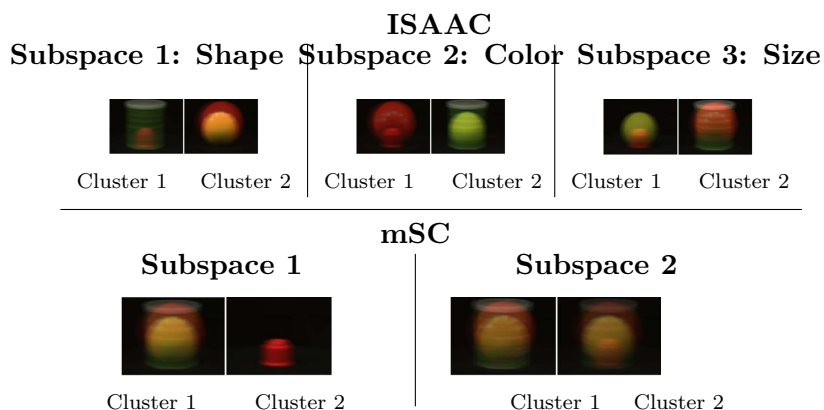 ISAAC
Subspace 1: Shape Subspace 2: Color Subspace 3: Size
Cluster 1 Cluster 2 Cluster 1 Cluster 2 Cluster 1 Cluster 2
mSC
Subspace 1 Subspace 2
Cluster 1 Cluster 2 Cluster 1 Cluster 2